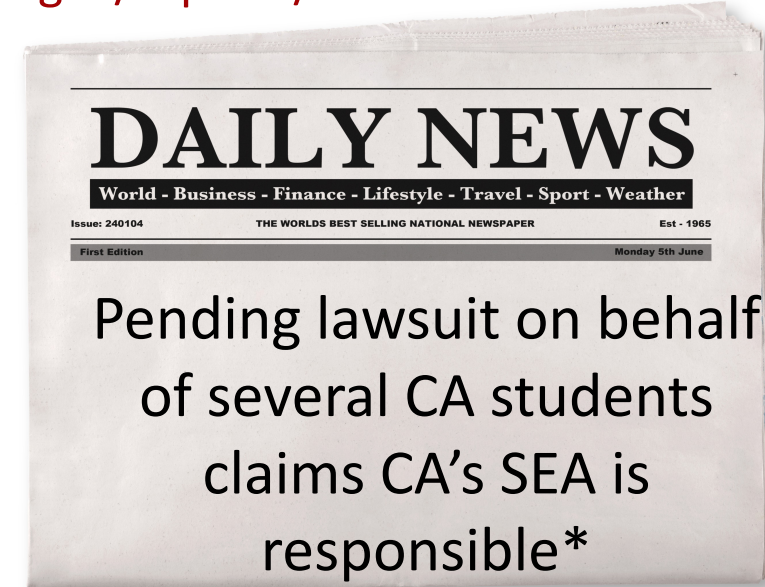 DAILY NEWS
World - Business - Finance - Lifestyle - Travel - Sport - Weather
Issue: 240104 THE WORLDS BEST SELLING NATIONAL NEWSPAPER Est - 1965
First Edition Monday 5th June
Pending lawsuit on behalf
of several CA students
claims CA’s SEA is
responsible*